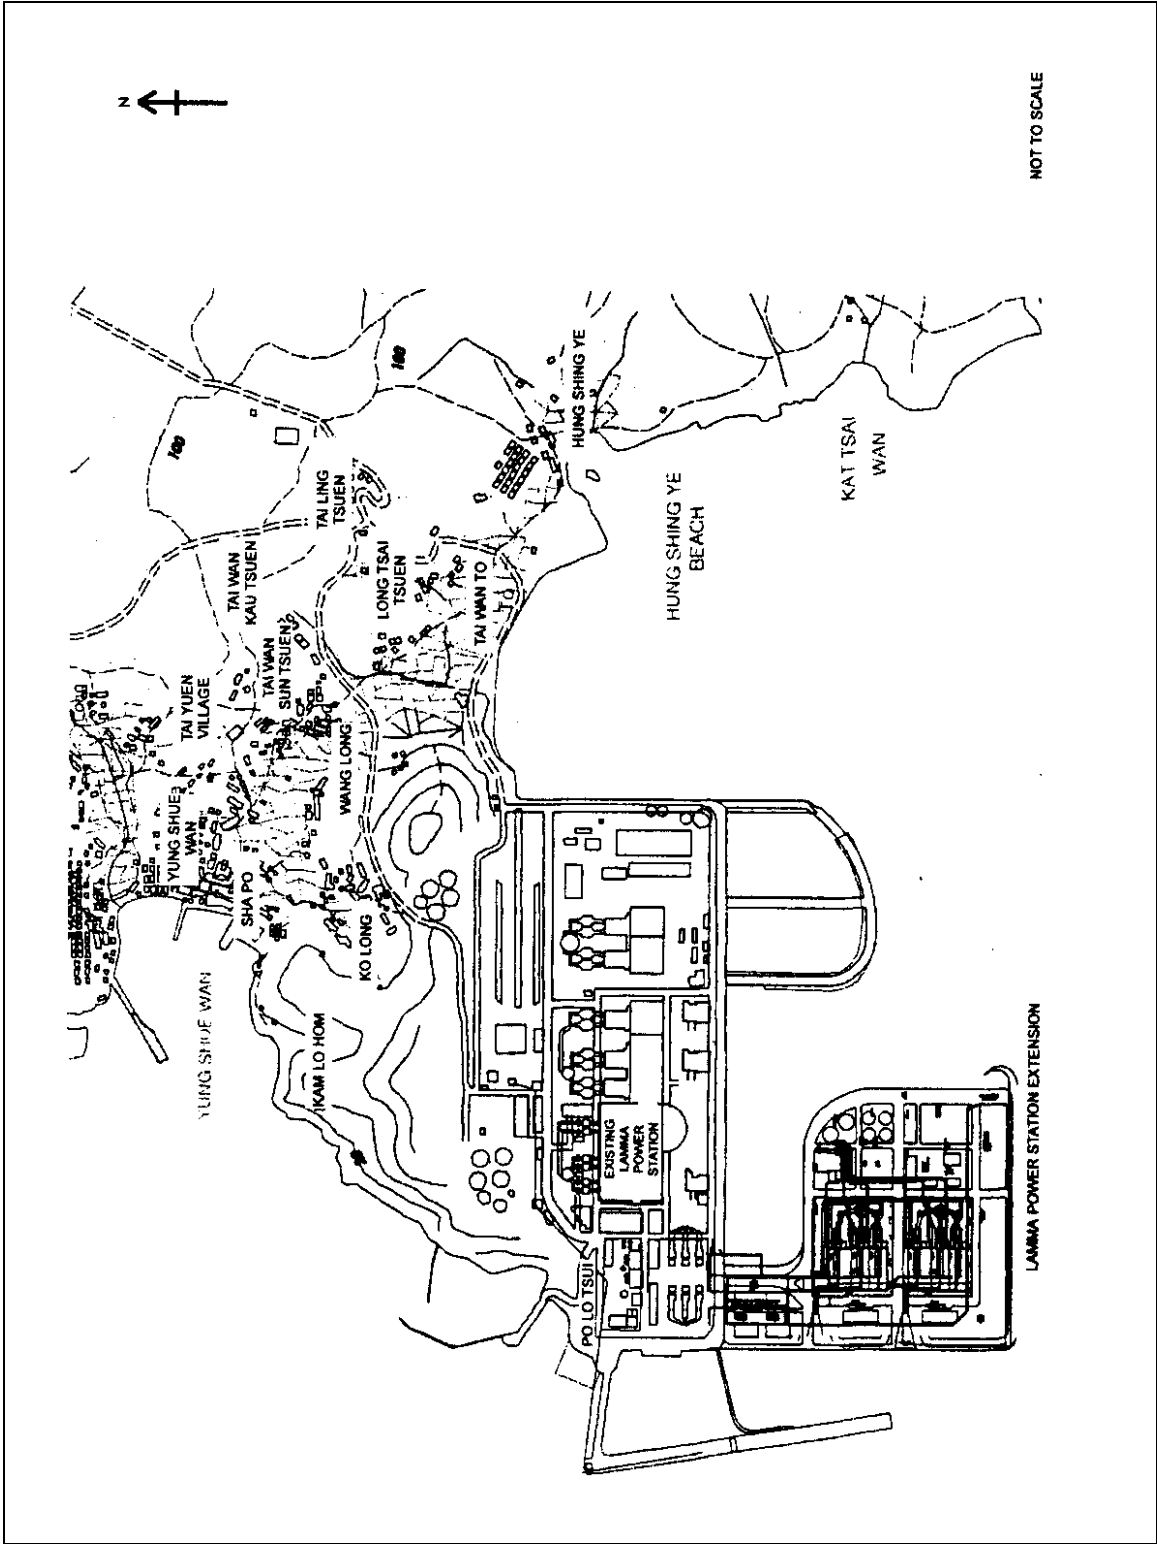 N
NOT TO SCALE
100
100
YUNG SHUE WAN
YUNG SHUE
WAN
TAI YUEN
VILLAGE
TAI WAN
KAU TSUEN
TAI LING
TSUEN
SHA PO
TAI WAN
SUN TSUEN
WANG LONG
KAM LO HOM
KO LONG
LONG TSAI
TSUEN
TAI WAN TO
HUNG SHING YE
HUNG SHING YE
BEACH
KAT TSAI
WAN
PO LO TSUI
EXISTING
LAMMA
POWER
STATION
LAMMA POWER STATION EXTENSION